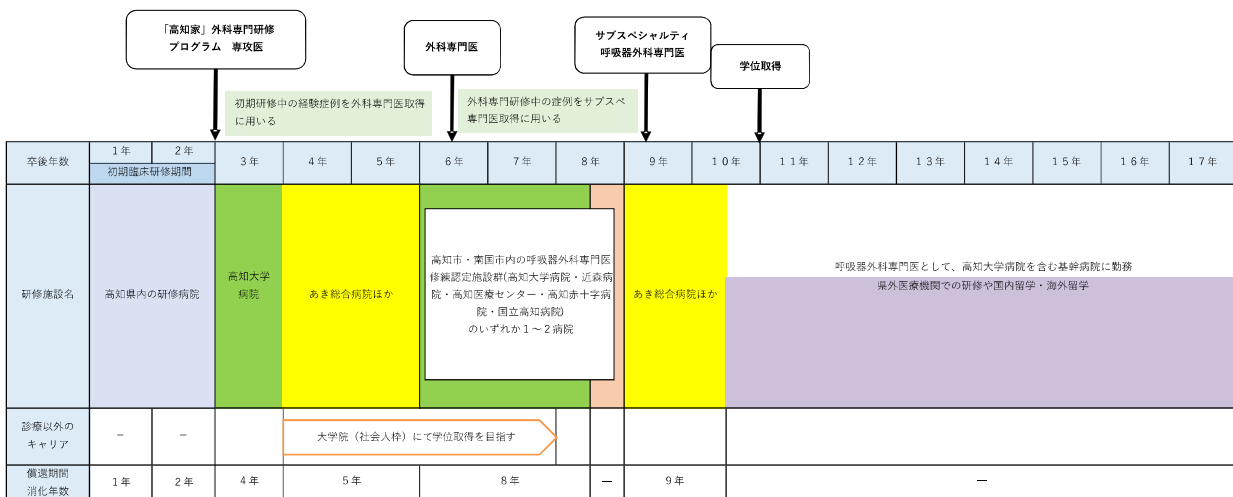 「高知家」外科専門研修
プログラム　専攻医
外科専門医
サブスペシャルティ
呼吸器外科専門医
学位取得
初期研修中の経験症例を外科専門医取得
に用いる
外科専門研修中の症例をサブスペ
専門医取得に用いる
卒後年数
1年
2年
3年
4年
5年
6年
7年
8年
9年
10年
11年
12年
13年
14年
15年
16年
17年
初期臨床研修期間
研修施設名
高知県内の研修病院
高知大学
病院
あき総合病院ほか
高知市・南国市内の呼吸器外科専門医
修練認定施設群(高知大学病院・近森病
院・高知医療センター・高知赤十字病
院・国立高知病院)
のいずれか１～２病院
あき総合病院ほか
呼吸器外科専門医として、高知大学病院を含む基幹病院に勤務
県外医療機関での研修や国内留学・海外留学
診療以外の
キャリア
－
－
大学院（社会人枠）にて学位取得を目指す
償還期間
消化年数
1年
2年
4年
5年
8年
―
9年
―